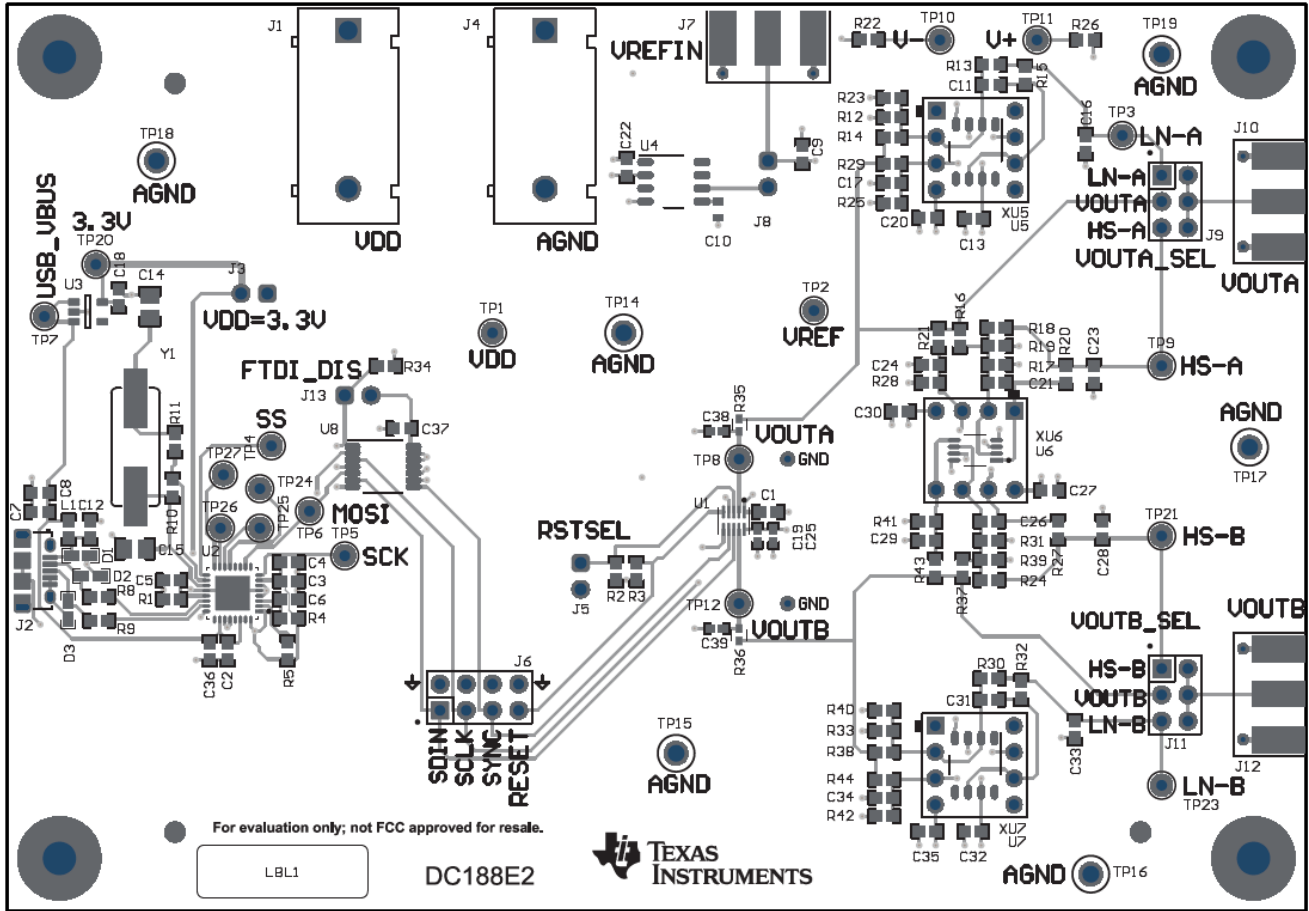 J1
J4
J7
VREFIN
R22
V-
TP10
TP11
V+
R26
TP19
AGND
R13
R15
C11
R23
R12
R14
R29
C17
R25
C20
C13
XU5
U5
C16
TP3
LN-A
J10
LN-A
VOUTA
HS-A
J9
VOUTA_SEL
VOUTA
TP18
AGND
C22
U4
C9
J8
C10
VDD
AGND
USB_VBUS
3.3V
TP20
U3
C18
C14
J3
VDD=3.3V
TP7
Y1
TP1
VDD
TP14
AGND
TP2
VREF
R16
R21
R18
R19
R17
C21
R20
C23
TP9
HS-A
C24
R28
C30
XU6
U6
C27
AGND
TP17
FTDI_DIS
R34
J13
U8
C37
R11
SS
TP4
TP27
TP24
TP25
TP26
TP6
MOSI
TP5
SCK
R10
C7
C8
L1
C12
D1
C15
U2
D2
J2
R8
R9
D3
C5
R1
C4
C3
C6
R4
R5
C36
C2
C38
R35
VOUTA
TP8
GND
U1
C1
C19
C25
RSTSEL
J5
R2
R3
TP12
GND
C39
VOUTB
R36
R41
C29
R43
C26
R31
R39
R24
R27
C28
R37
TP21
HS-B
VOUTB
VOUTB_SEL
HS-B
VOUTB
LN-B
J11
J12
R30
R32
C31
C33
R40
R33
R38
R44
C34
R42
C35
C32
XU7
U7
LN-B
TP23
J6
SDIN
SCLK
SYNC
RESET
TP15
AGND
AGND
TP16
For evaluation only; not FCC approved for resale.
LBL1
DC188E2
TEXAS
INSTRUMENTS